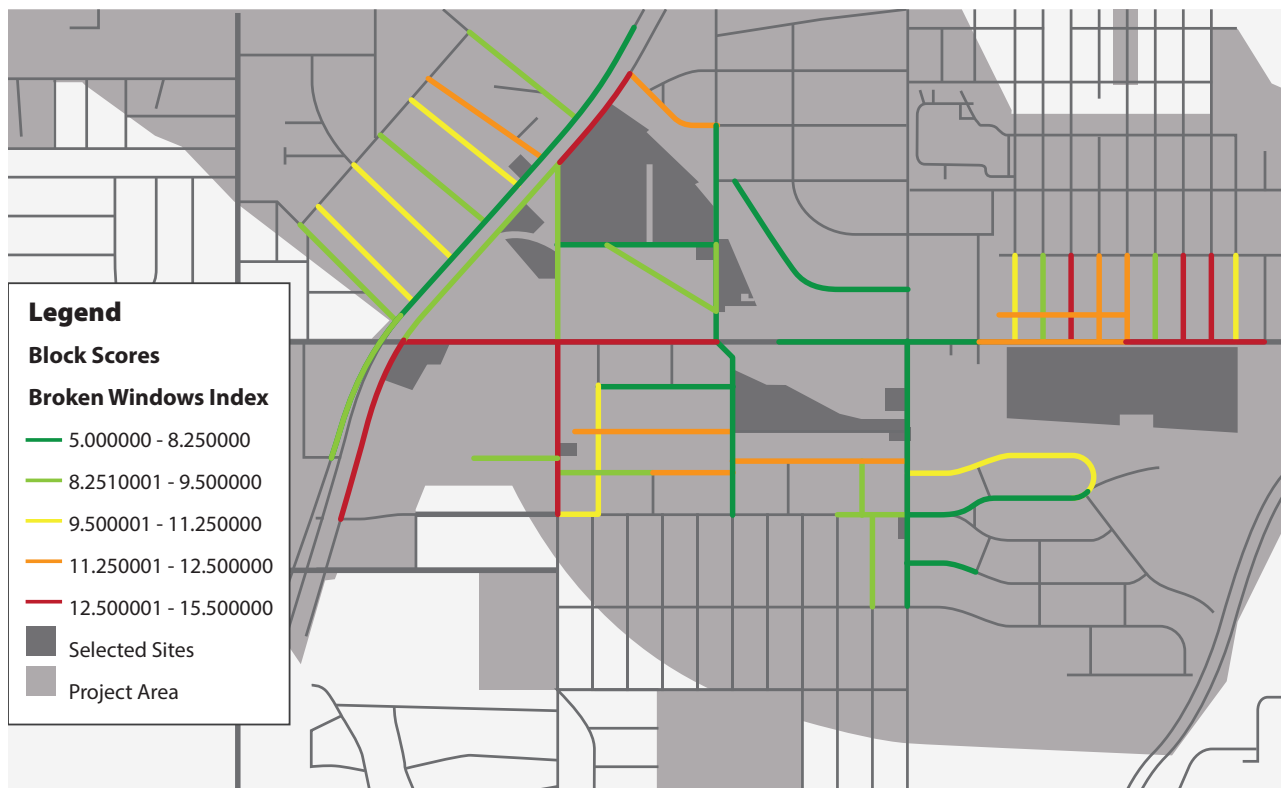 Legend
Block Scores
Broken Windows Index
5.000000 - 8.250000
8.2510001 - 9.500000
9.500001 - 11.250000
11.250001 - 12.500000
12.500001 - 15.500000
Selected Sites
Project Area